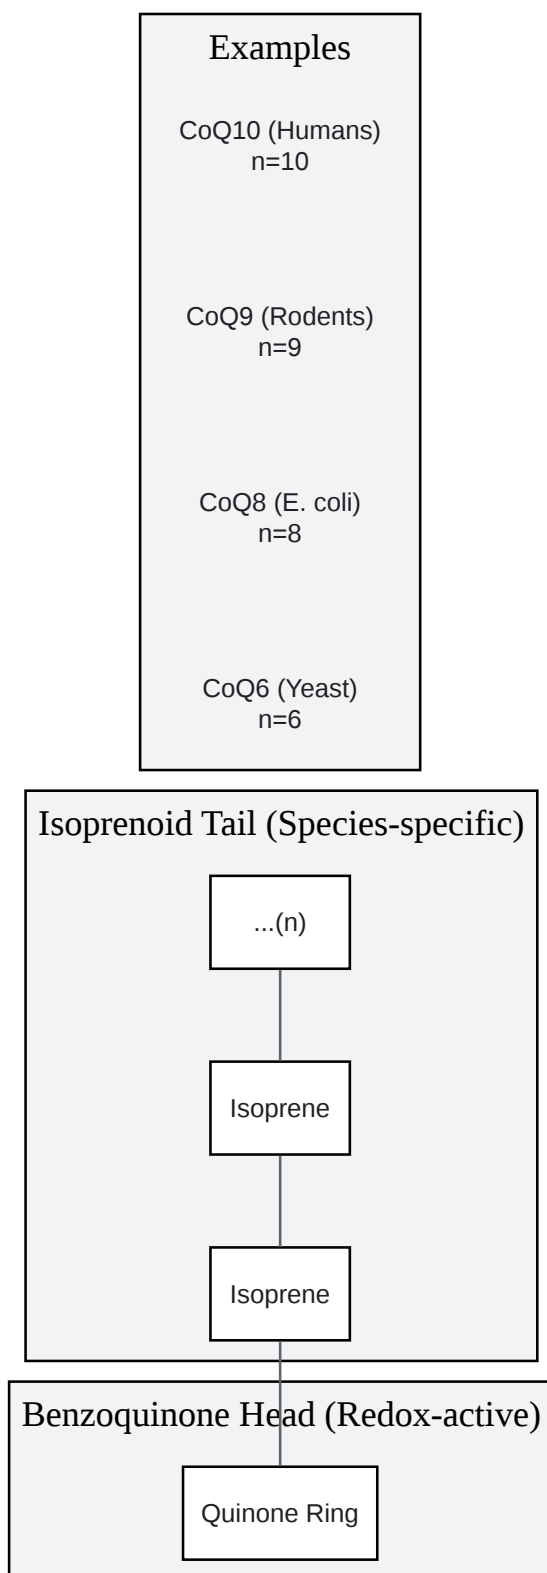 Examples
CoQ10 (Humans)
n=10
CoQ9 (Rodents)
n=9
CoQ8 (E. coli)
n=8
CoQ6 (Yeast)
n=6
Isoprenoid Tail (Species-specific)
...(n)
Isoprene
Isoprene
Benzoquinone Head (Redox-active)
Quinone Ring